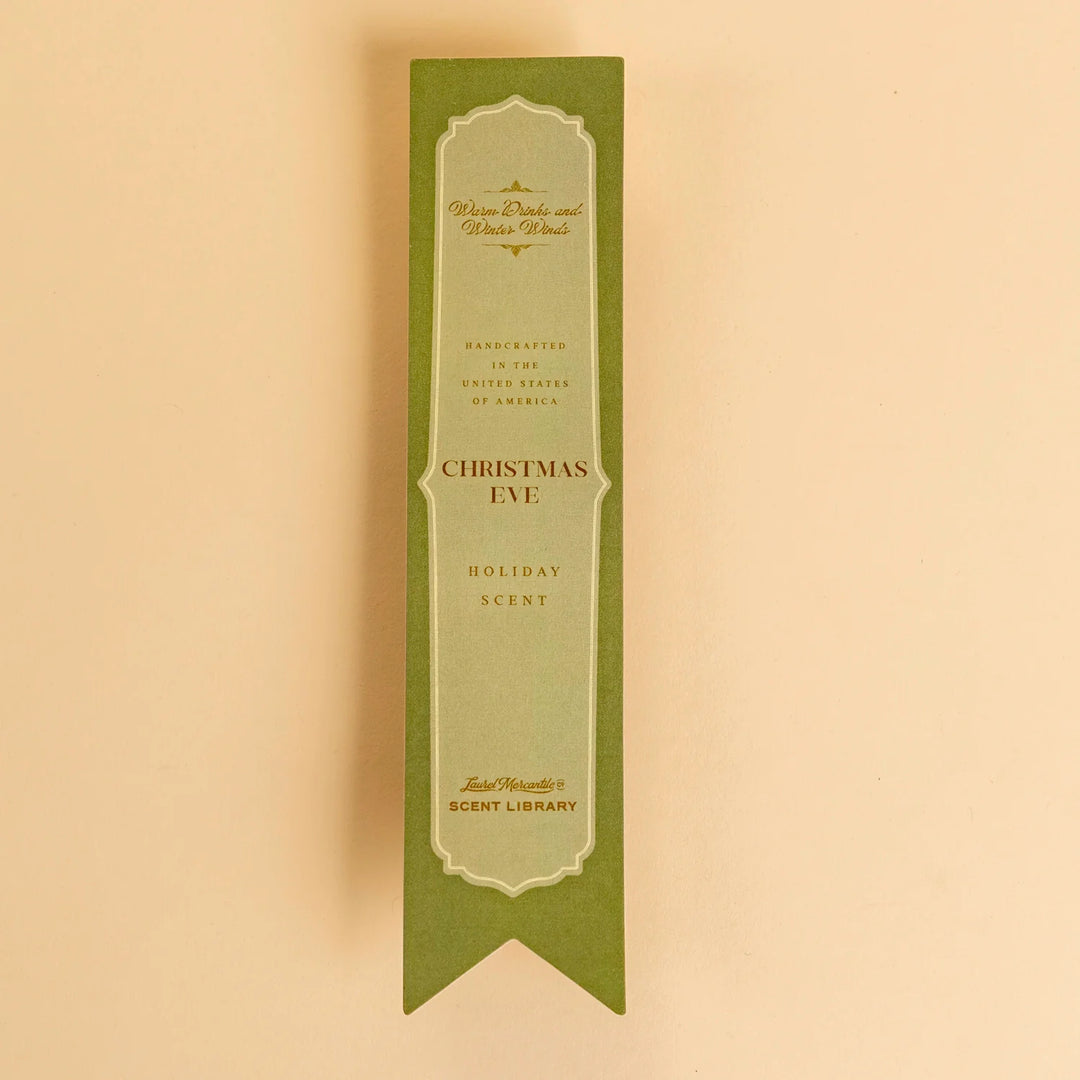 Warm Drinks and
Winter Winds
HANDCRAFTED
IN THE
UNITED STATES
OF AMERICA
CHRISTMAS
EVE
HOLIDAY
SCENT
Laurel Mercantile Co
SCENT LIBRARY